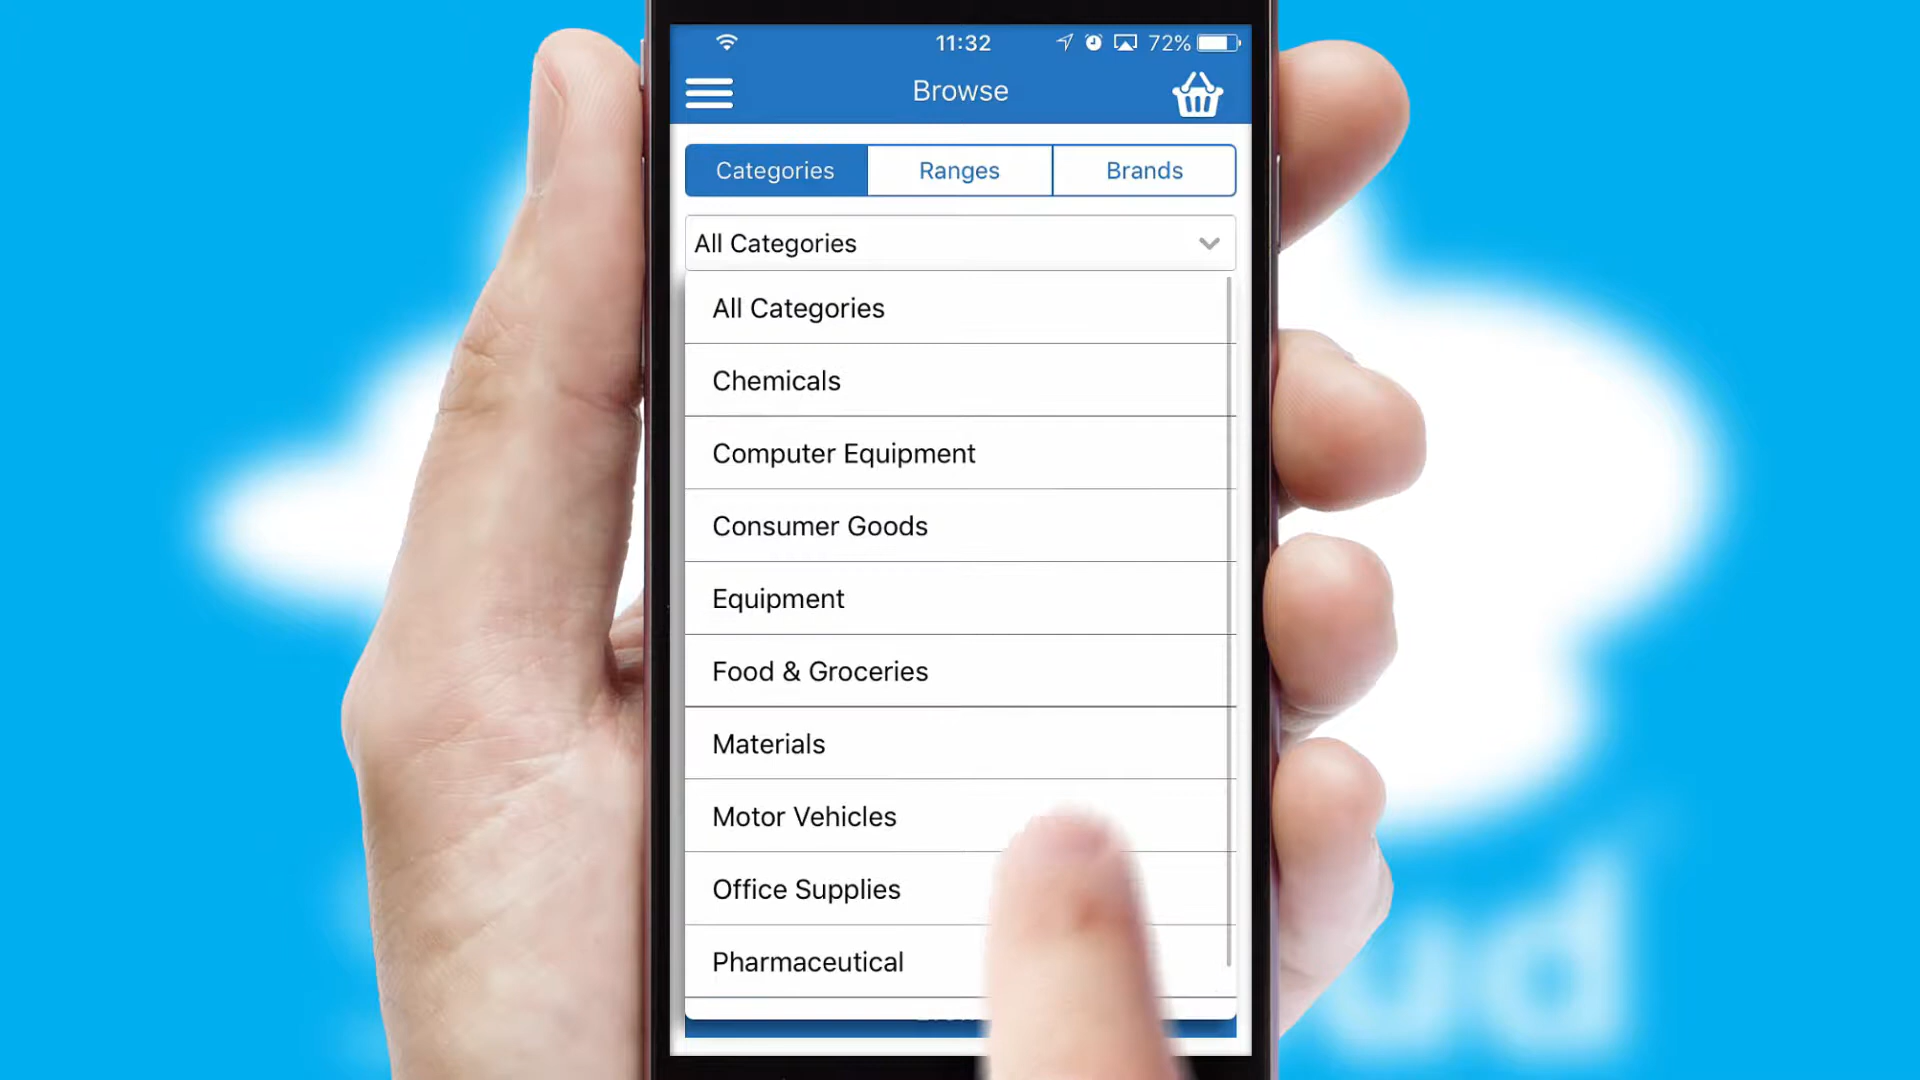 11:32 72%
Browse
Categories Ranges Brands
All Categories
All Categories
Chemicals
Computer Equipment
Consumer Goods
Equipment
Food & Groceries
Materials
Motor Vehicles
Office Supplies
Pharmaceutical